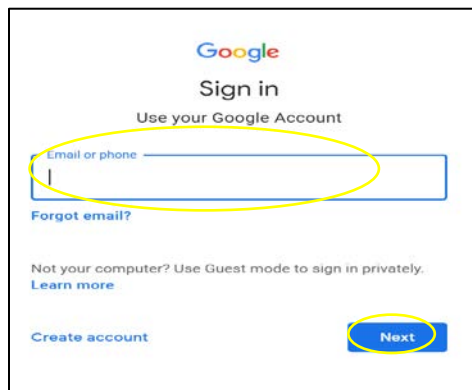 Google
Sign in
Use your Google Account
Email or phone
Forgot email?
Not your computer? Use Guest mode to sign in privately.
Learn more
Create account
Next